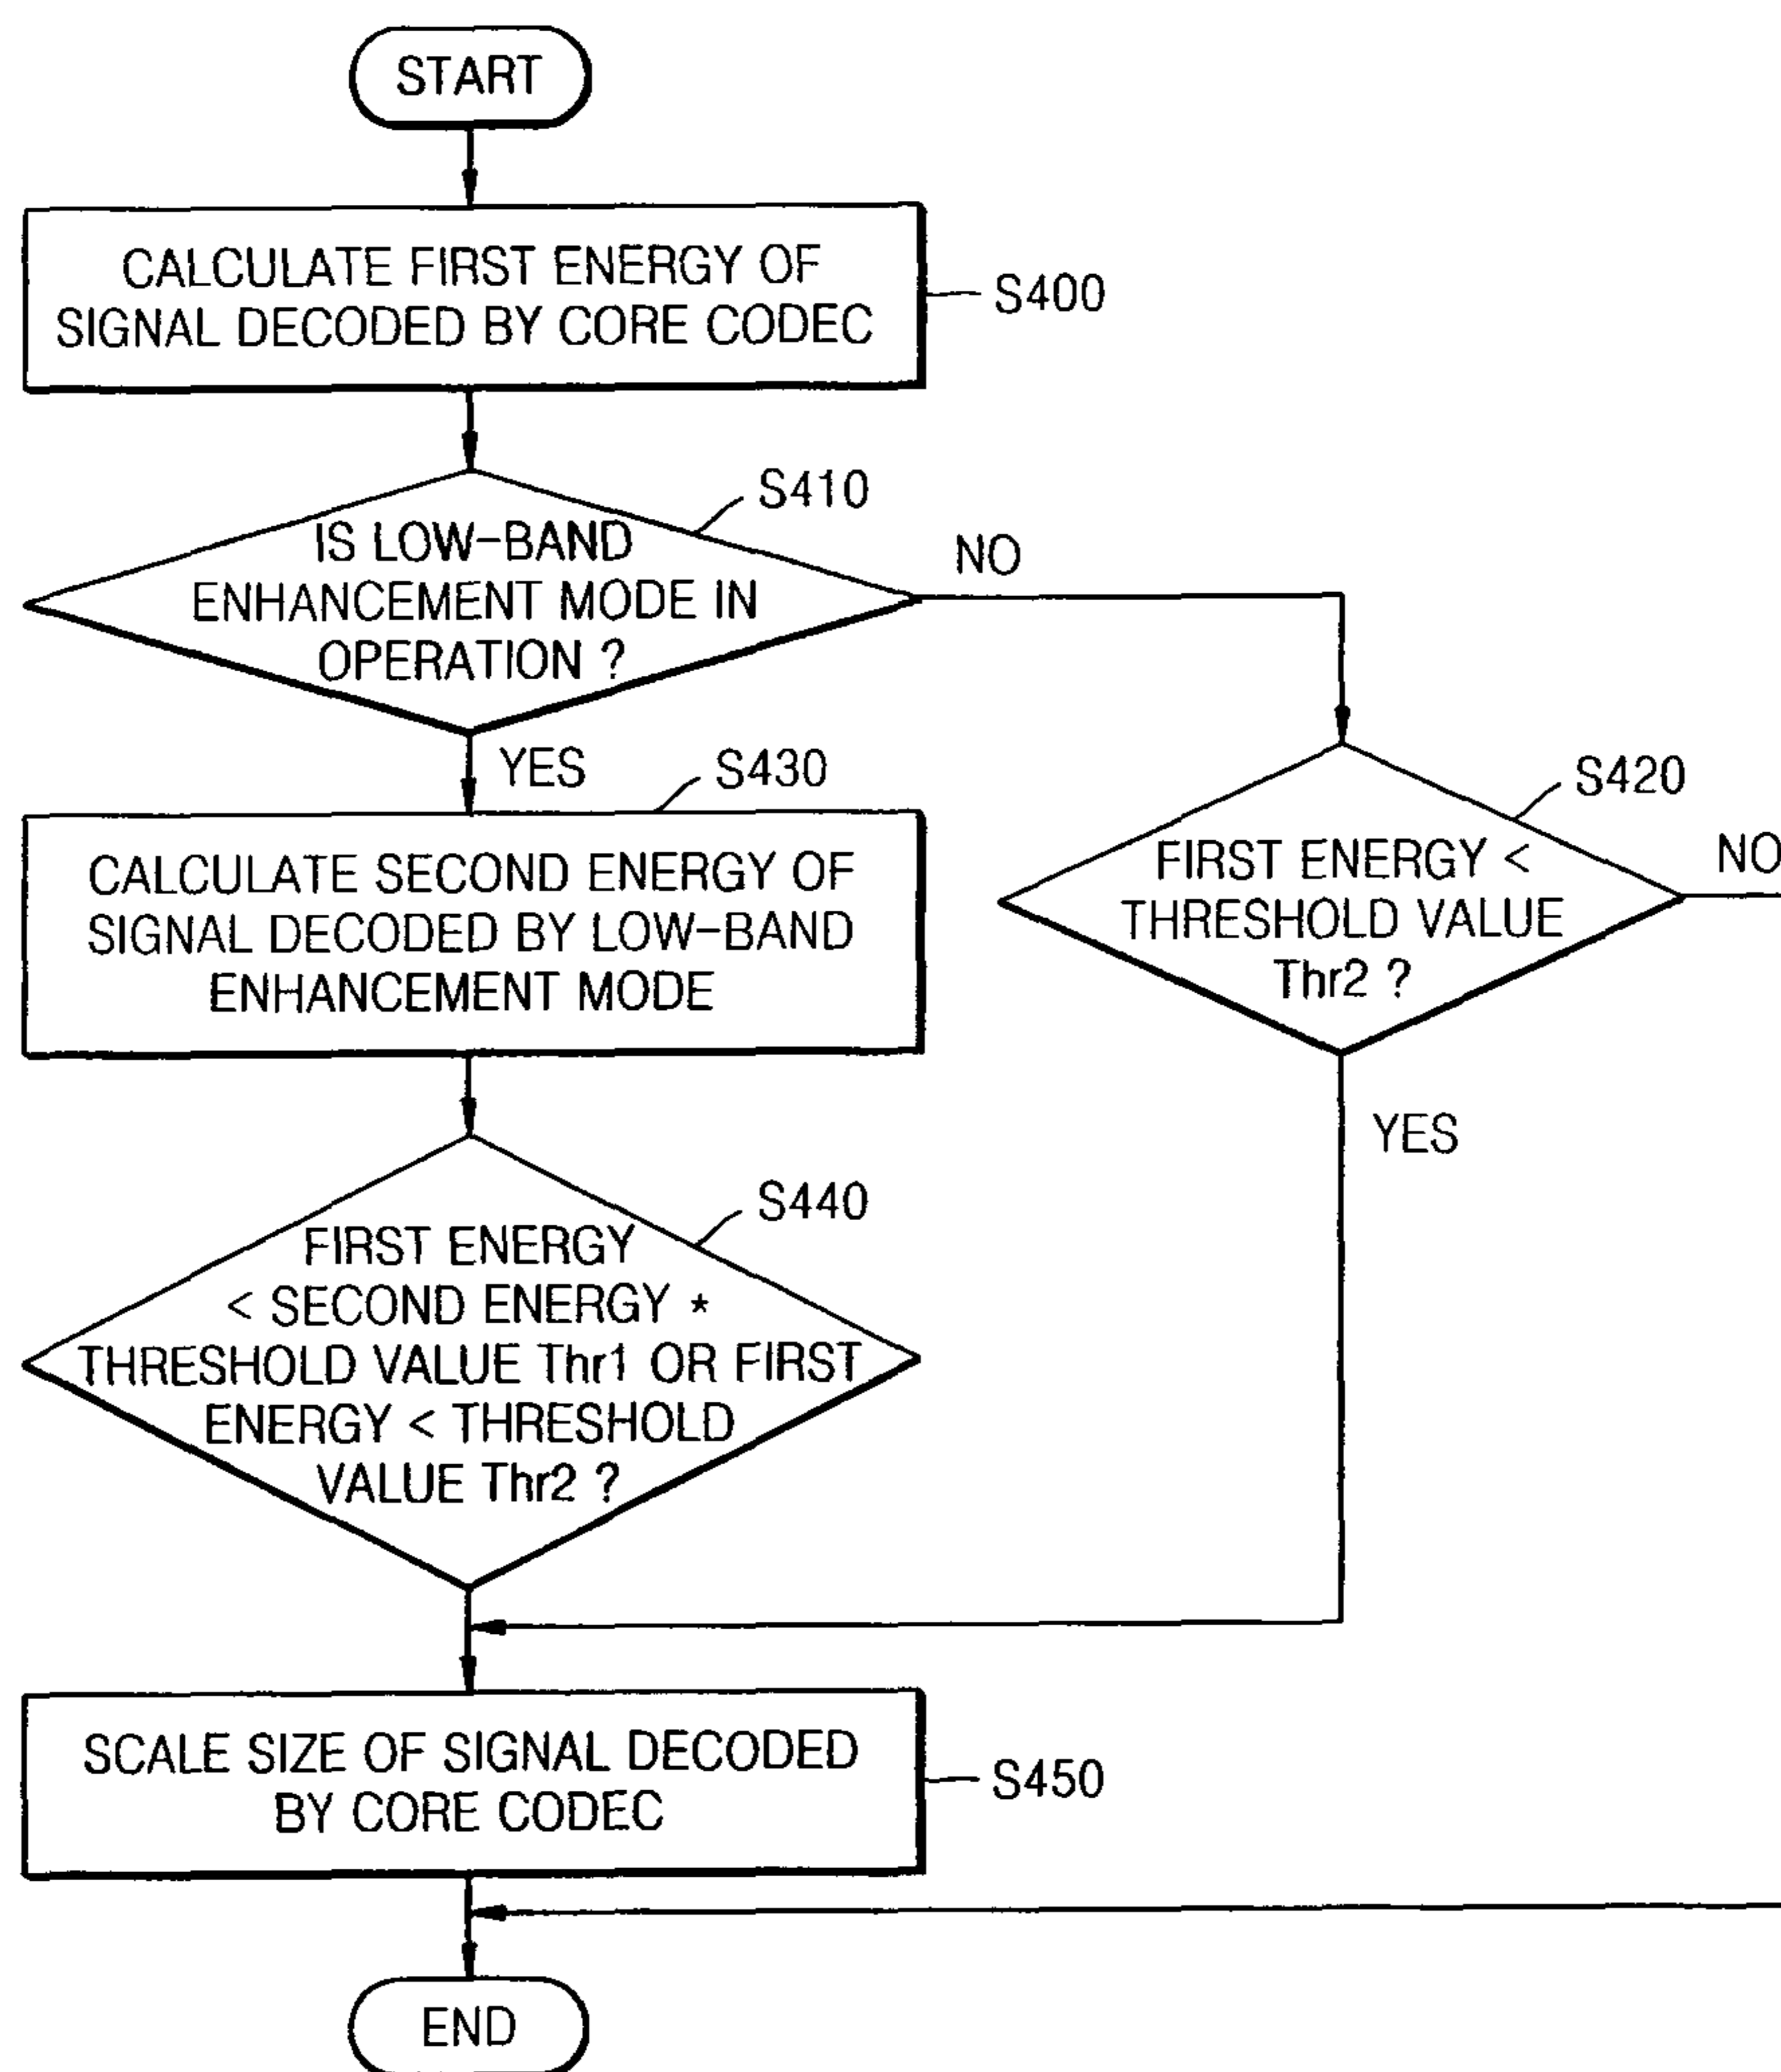 START
CALCULATE FIRST ENERGY OF
SIGNAL DECODED BY CORE CODEC
S400
S410
IS LOW-BAND
ENHANCEMENT MODE IN
OPERATION ?
NO
YES
S430
CALCULATE SECOND ENERGY OF
SIGNAL DECODED BY LOW-BAND
ENHANCEMENT MODE
S420
FIRST ENERGY <
THRESHOLD VALUE
Thr2 ?
NO
YES
S440
FIRST ENERGY
< SECOND ENERGY *
THRESHOLD VALUE Thr1 OR FIRST
ENERGY < THRESHOLD
VALUE Thr2 ?
SCALE SIZE OF SIGNAL DECODED
BY CORE CODEC
S450
END